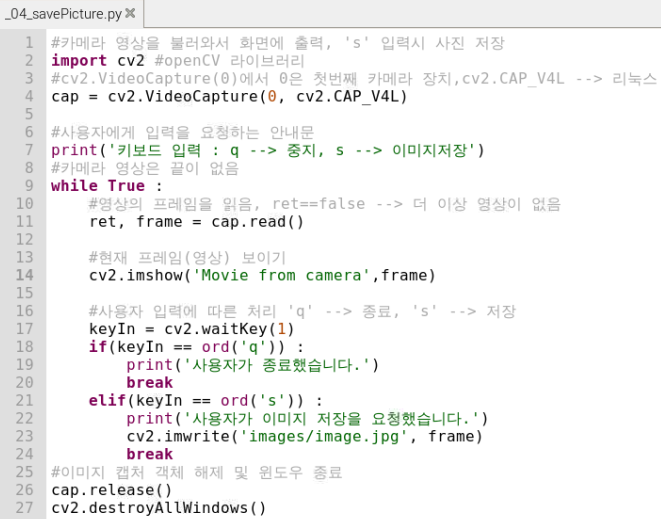 _04_savePicture.py
1 #카메라 영상을 불러와서 화면에 출력, 's' 입력시 사진 저장
2 import cv2 #openCV 라이브러리
3 #cv2.VideoCapture(0)에서 0은 첫번째 카메라 장치,cv2.CAP_V4L --> 리눅스
4 cap = cv2.VideoCapture(0, cv2.CAP_V4L)
5
6 #사용자에게 입력을 요청하는 안내문
7 print('키보드 입력 : q --> 중지, s --> 이미지저장')
8 #카메라 영상은 끝이 없음
9 while True :
10     #영상의 프레임을 읽음, ret==false --> 더 이상 영상이 없음
11     ret, frame = cap.read()
12
13     #현재 프레임(영상) 보이기
14     cv2.imshow('Movie from camera',frame)
15
16     #사용자 입력에 따른 처리 'q' --> 종료, 's' --> 저장
17     keyIn = cv2.waitKey(1)
18     if(keyIn == ord('q')) :
19         print('사용자가 종료했습니다.')
20         break
21     elif(keyIn == ord('s')) :
22         print('사용자가 이미지 저장을 요청했습니다.')
23         cv2.imwrite('images/image.jpg', frame)
24         break
25 #이미지 캡처 객체 해제 및 윈도우 종료
26 cap.release()
27 cv2.destroyAllWindows()